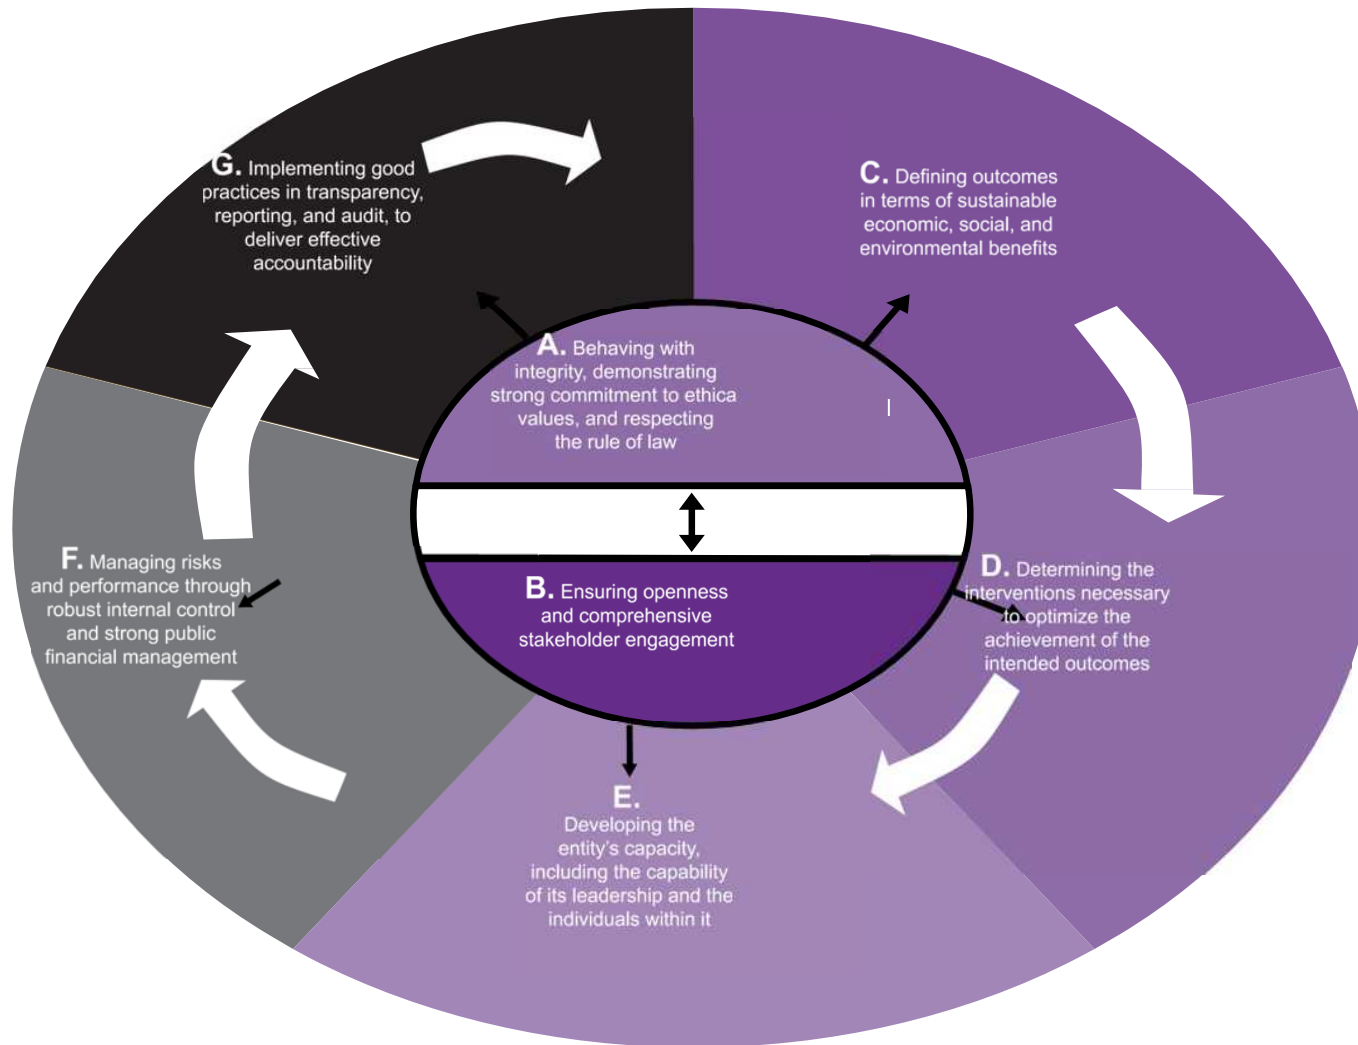 G. Implementing good
practices in transparency,
reporting, and audit, to
deliver effective
accountability
C. Defining outcomes
in terms of sustainable
economic, social, and
environmental benefits
A. Behaving with
integrity, demonstrating
strong commitment to ethica
l
values, and respecting
the rule of law
B. Ensuring openness
and comprehensive
stakeholder engagement
D. Determining the
interventions necessary
to optimize the
achievement of the
intended outcomes
E.
Developing the
entity's capacity,
including the capability
of its leadership and the
individuals within it
F. Managing risks
and performance through
robust internal control
and strong public
financial management